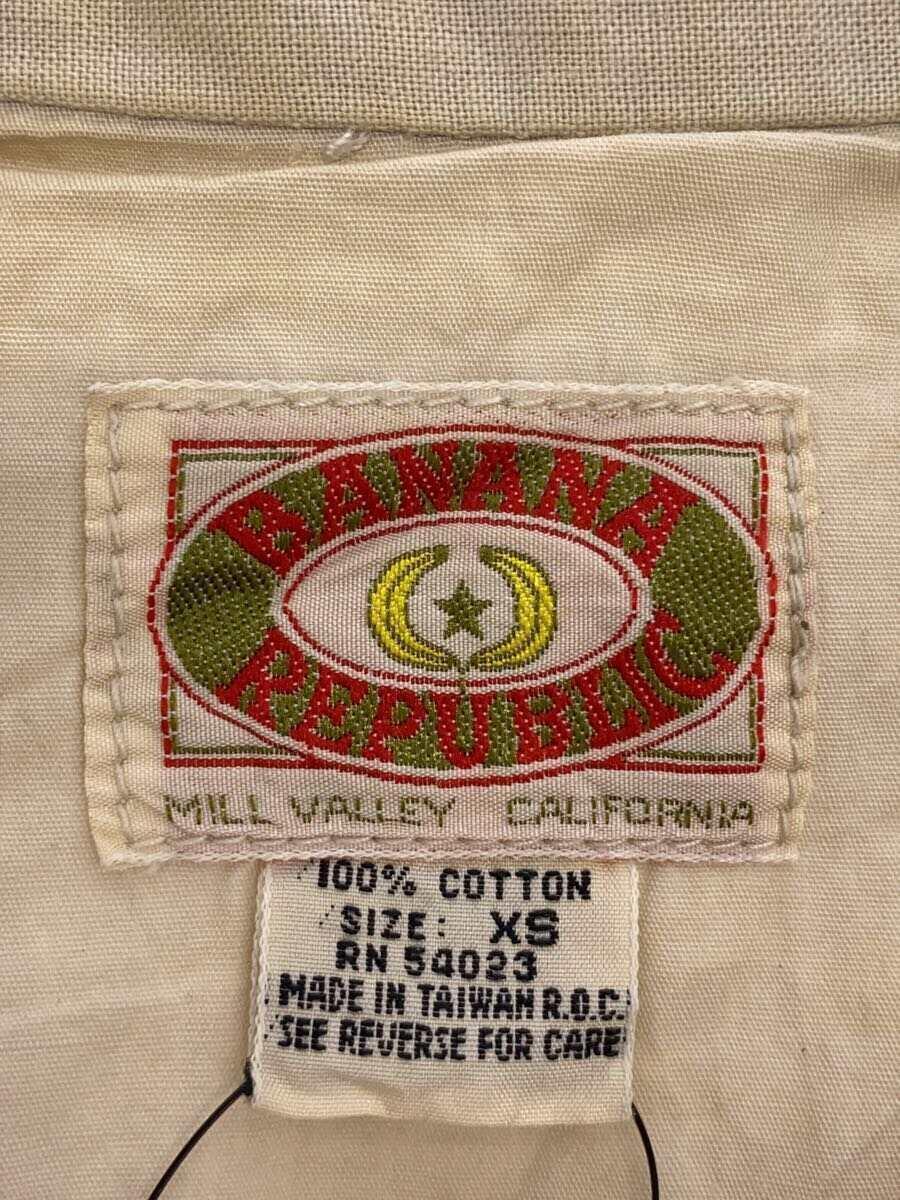 BANANA
REPUBLIC
MILL VALLEY CALIFORNIA
100% COTTON
SIZE: XS
RN 54023
MADE IN TAIWAN R.O.C.
SEE REVERSE FOR CARE